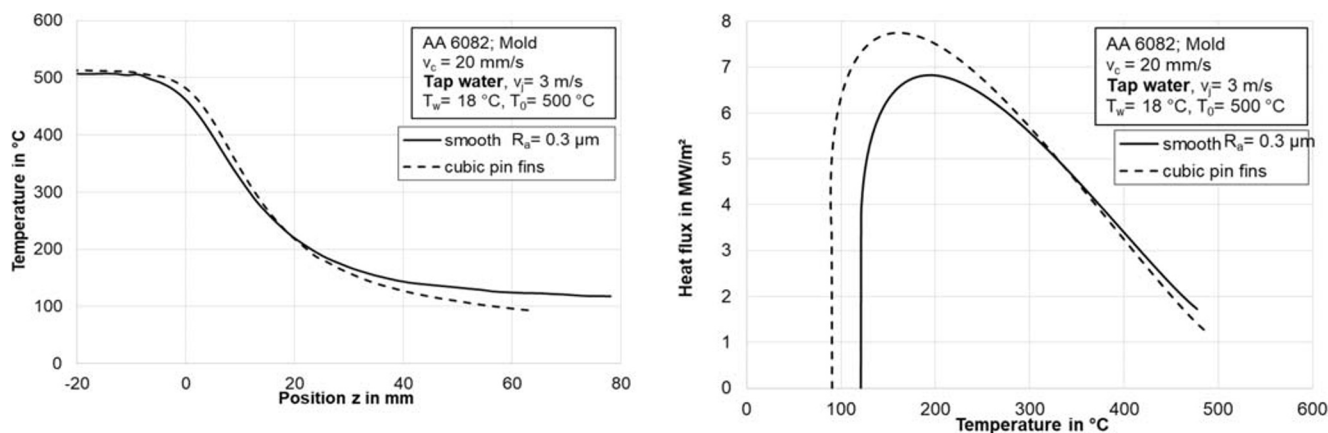 600
500
400
300
200
100
0
Temperature in °C
-20
0
20
40
60
80
Position z in mm
AA 6082; Mold
v_c = 20 mm/s
Tap water, v_j= 3 m/s
T_w= 18 °C, T_0= 500 °C
smooth R_a= 0.3 µm
cubic pin fins
8
7
6
5
4
3
2
1
0
Heat flux in MW/m²
0
100
200
300
400
500
600
Temperature in °C
AA 6082; Mold
v_c = 20 mm/s
Tap water, v_j= 3 m/s
T_w= 18 °C, T_0= 500 °C
smooth R_a= 0.3 µm
cubic pin fins